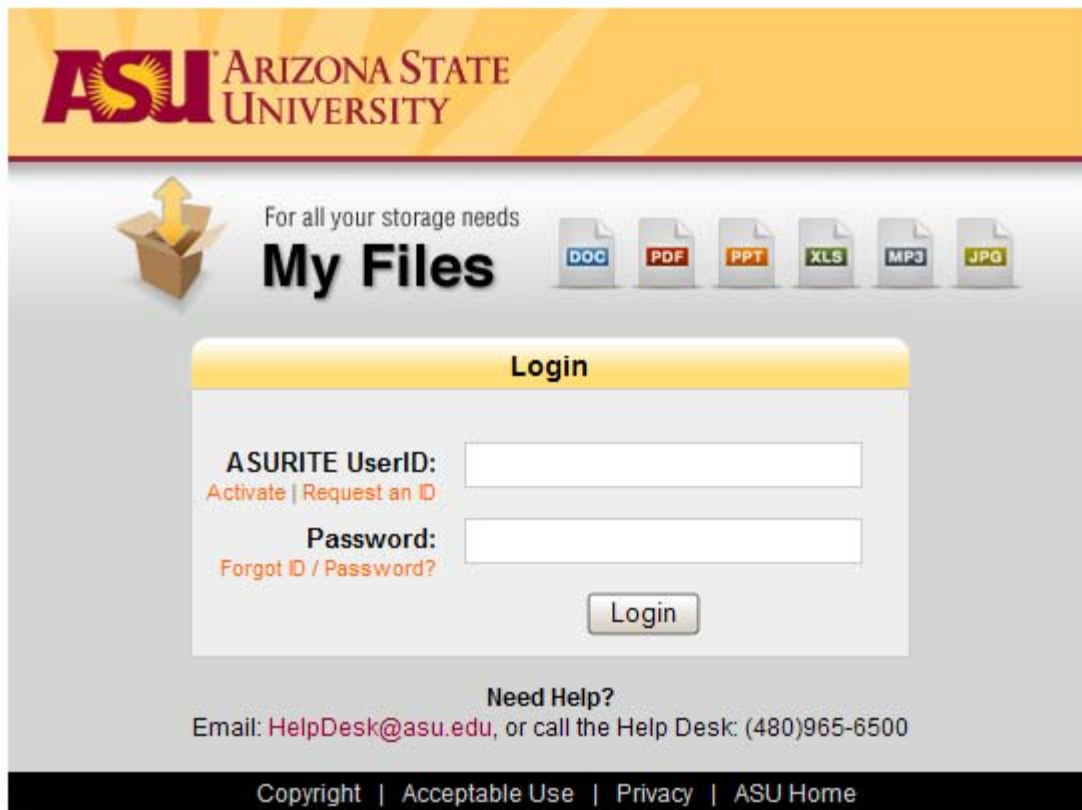 ASU ARIZONA STATE
UNIVERSITY
For all your storage needs
My Files
DOC PDF PPT XLS MP3 JPG
Login
ASURITE UserID:
Activate | Request an ID
Password:
Forgot ID / Password?
Login
Need Help?
Email: HelpDesk@asu.edu, or call the Help Desk: (480)965-6500
Copyright | Acceptable Use | Privacy | ASU Home